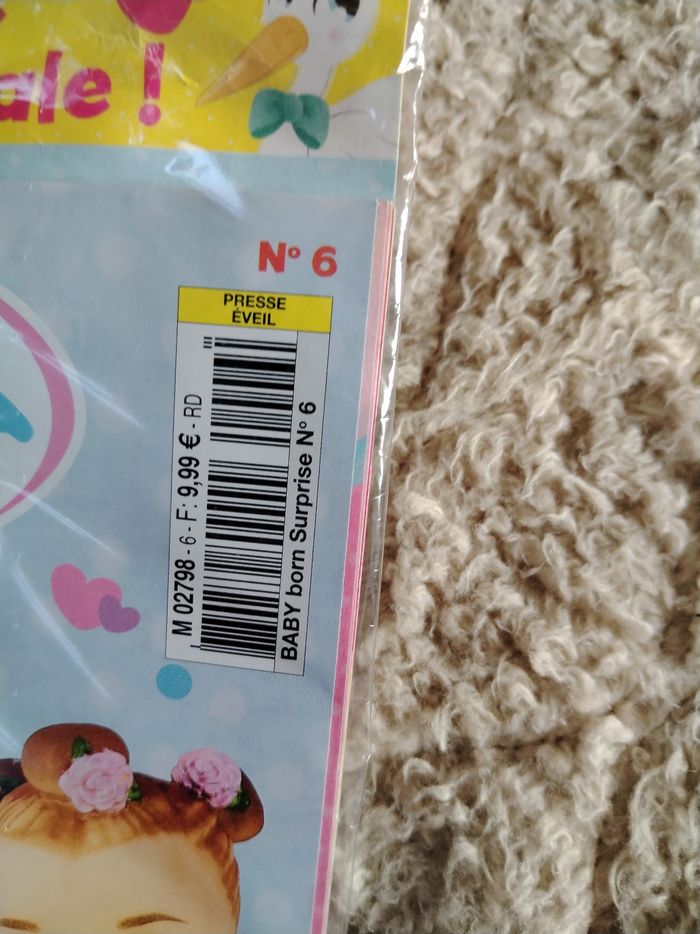 ale !
N° 6
PRESSE
ÉVEIL
M 02798 - 6 - F: 9,99 € - RD
BABY born Surprise N° 6